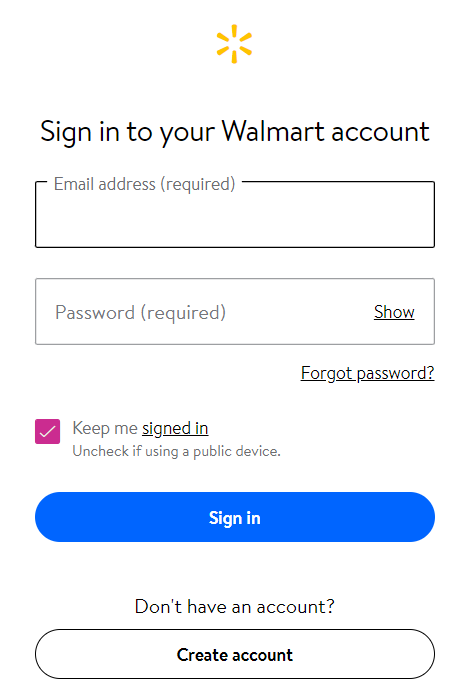 Sign in to your Walmart account
Email address (required)
Password (required) Show
Forgot password?
Keep me signed in
Uncheck if using a public device.
Sign in
Don't have an account?
Create account